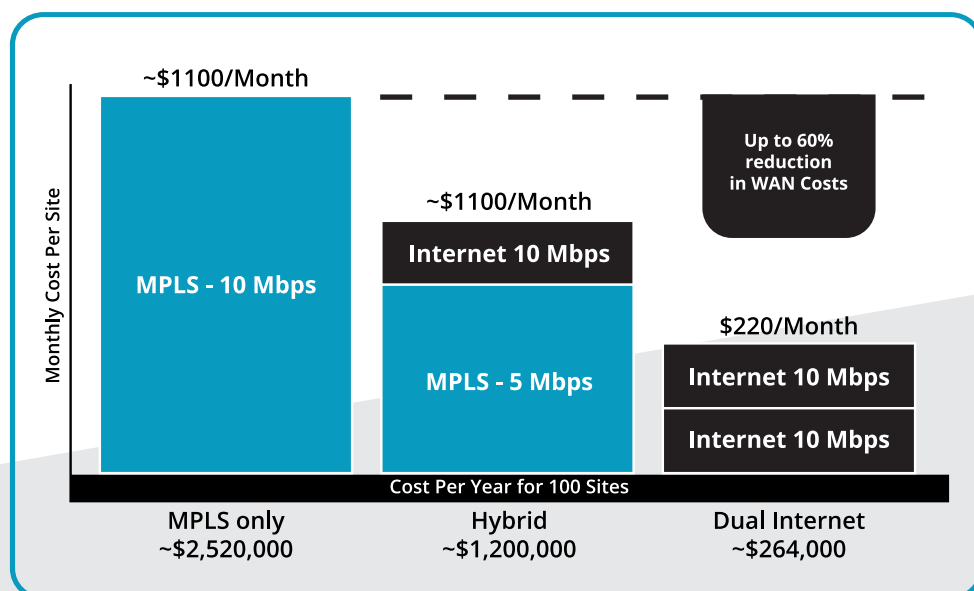 ~$1100/Month
Up to 60%
reduction
in WAN Costs
Monthly Cost Per Site
~$1100/Month
Internet 10 Mbps
MPLS - 10 Mbps
$220/Month
MPLS - 5 Mbps
Internet 10 Mbps
Internet 10 Mbps
Cost Per Year for 100 Sites
MPLS only
~$2,520,000
Hybrid
~$1,200,000
Dual Internet
~$264,000